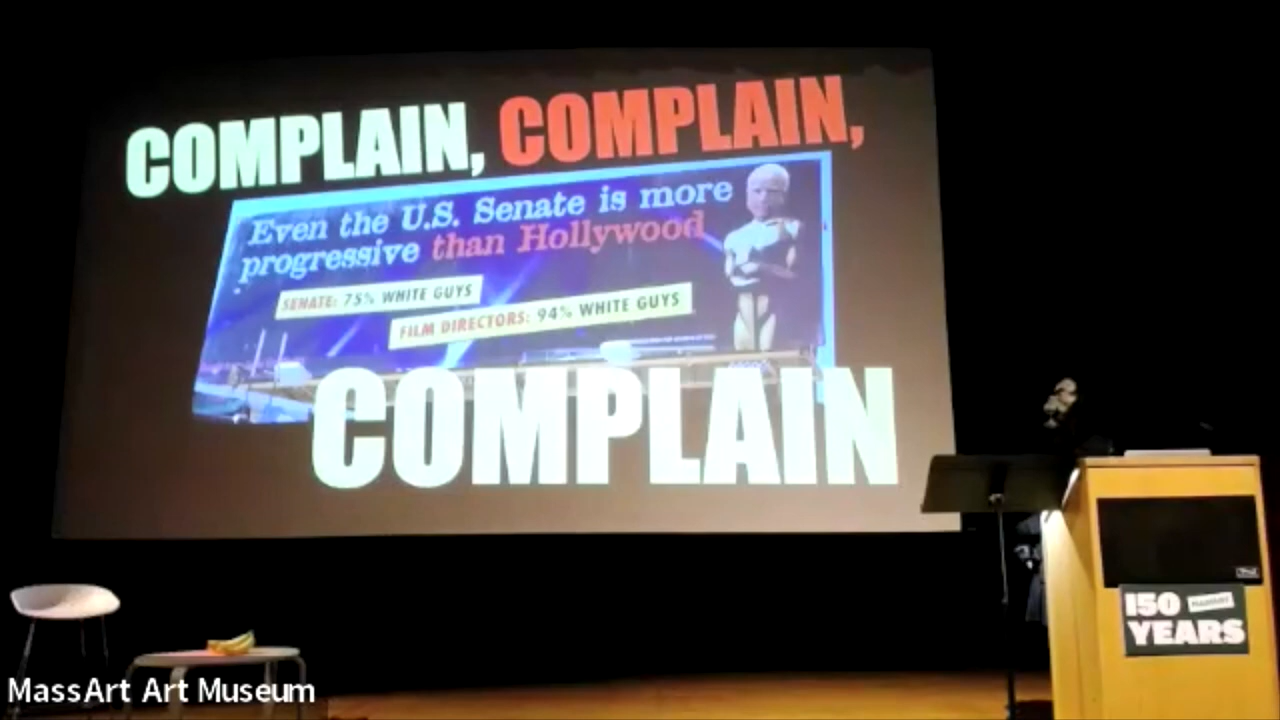 COMPLAIN, COMPLAIN,
Even the U.S. Senate is more
progressive than Hollywood
SENATE: 75% WHITE GUYS
FILM DIRECTORS: 94% WHITE GUYS
COMPLAIN
150
YEARS
MassArt Art Museum